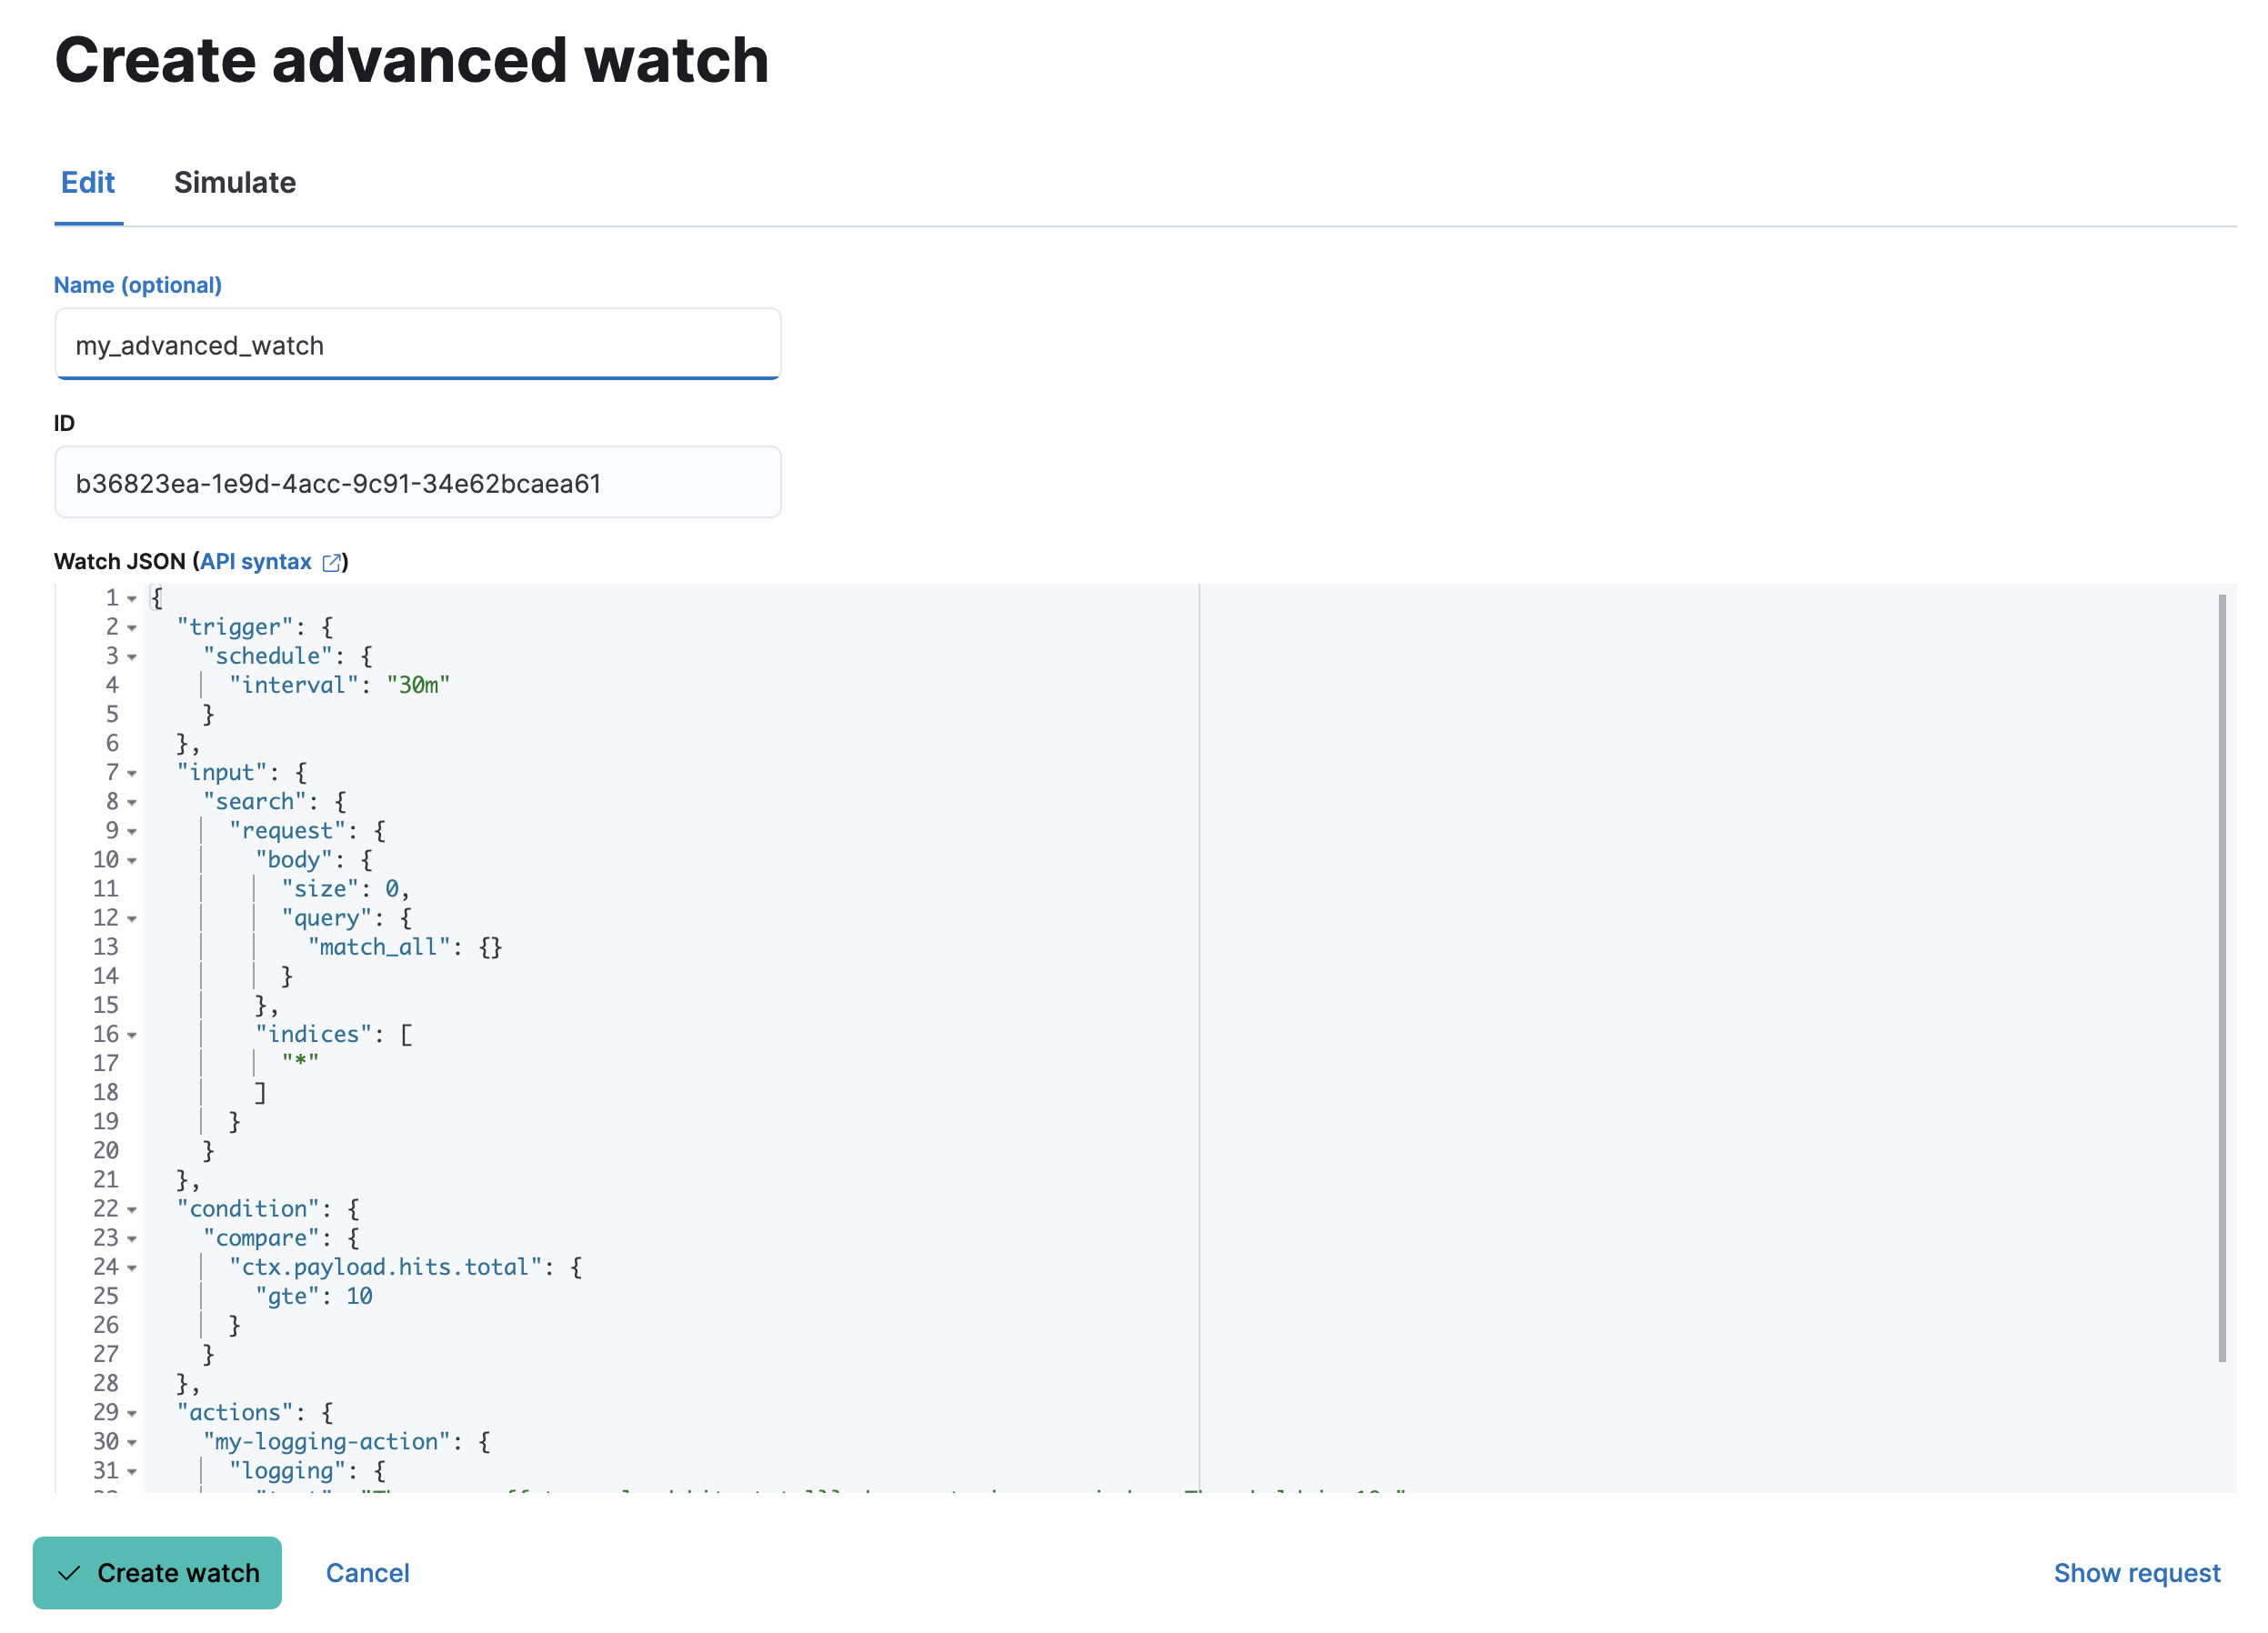 Create advanced watch
Edit Simulate
Name (optional)
my_advanced_watch
ID
b36823ea-1e9d-4acc-9c91-34e62bcaea61
Watch JSON (API syntax)
1 {
2 "trigger": {
3 "schedule": {
4 "interval": "30m"
5 }
6 },
7 "input": {
8 "search": {
9 "request": {
10 "body": {
11 "size": 0,
12 "query": {
13 "match_all": {}
14 }
15 },
16 "indices": [
17 "*"
18 ]
19 }
20 }
21 },
22 "condition": {
23 "compare": {
24 "ctx.payload.hits.total": {
25 "gte": 10
26 }
27 }
28 },
29 "actions": {
30 "my-logging-action": {
31 "logging": {
Create watch Cancel Show request